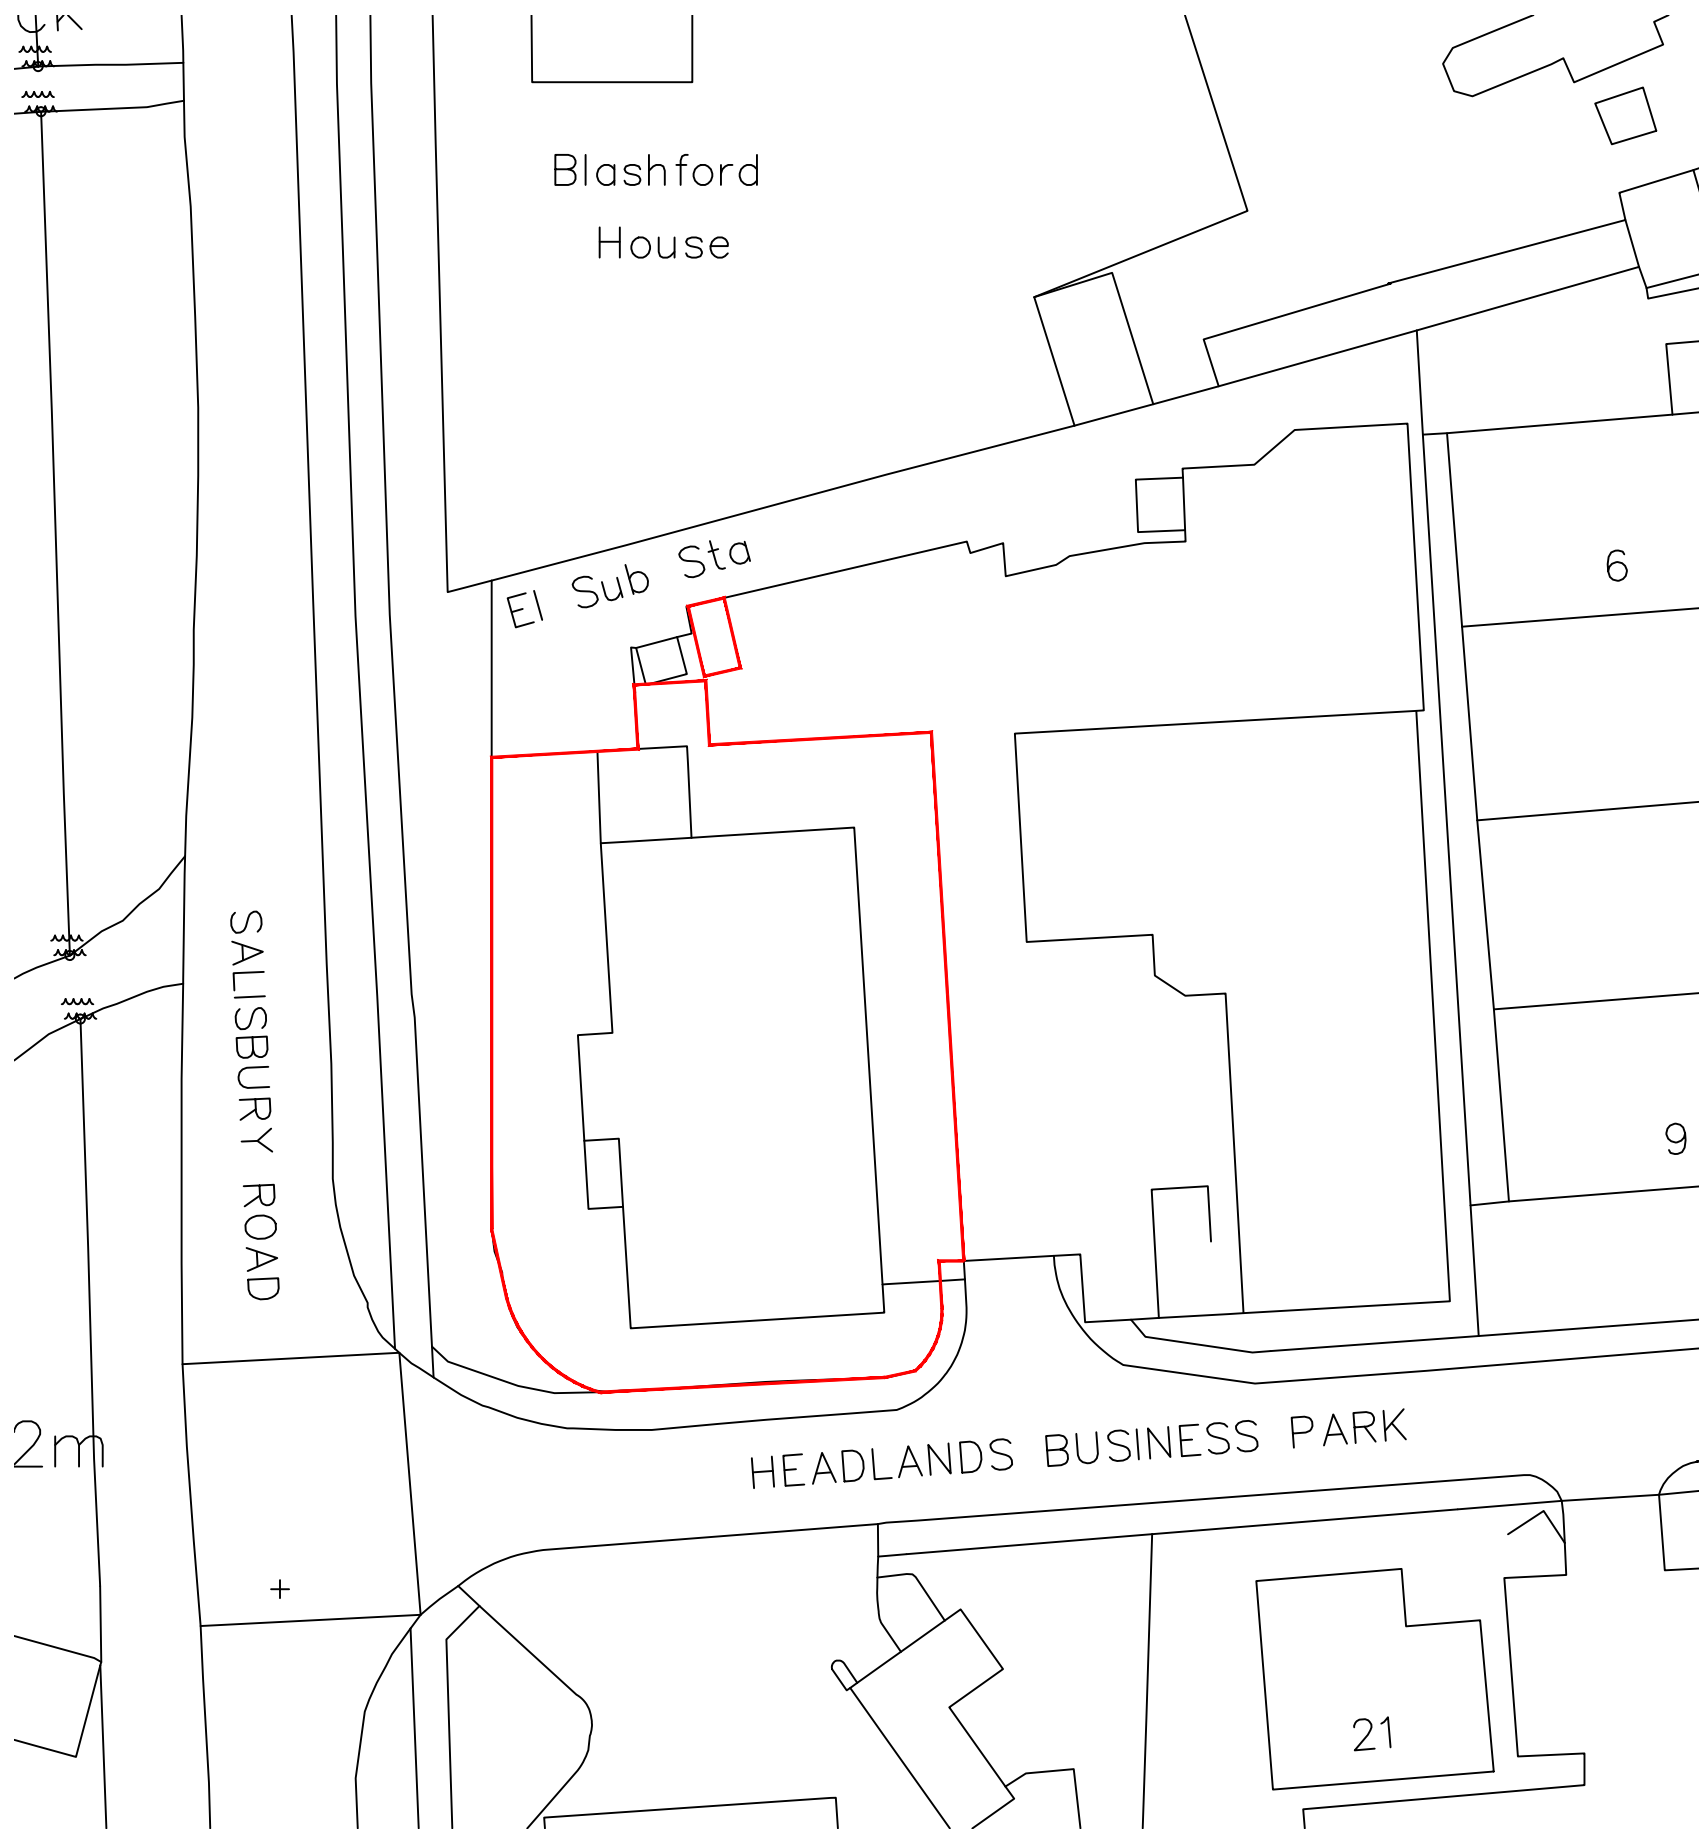 Blashford
House
El Sub Sta
6
SALISBURY ROAD
9
2m
HEADLANDS BUSINESS PARK
21